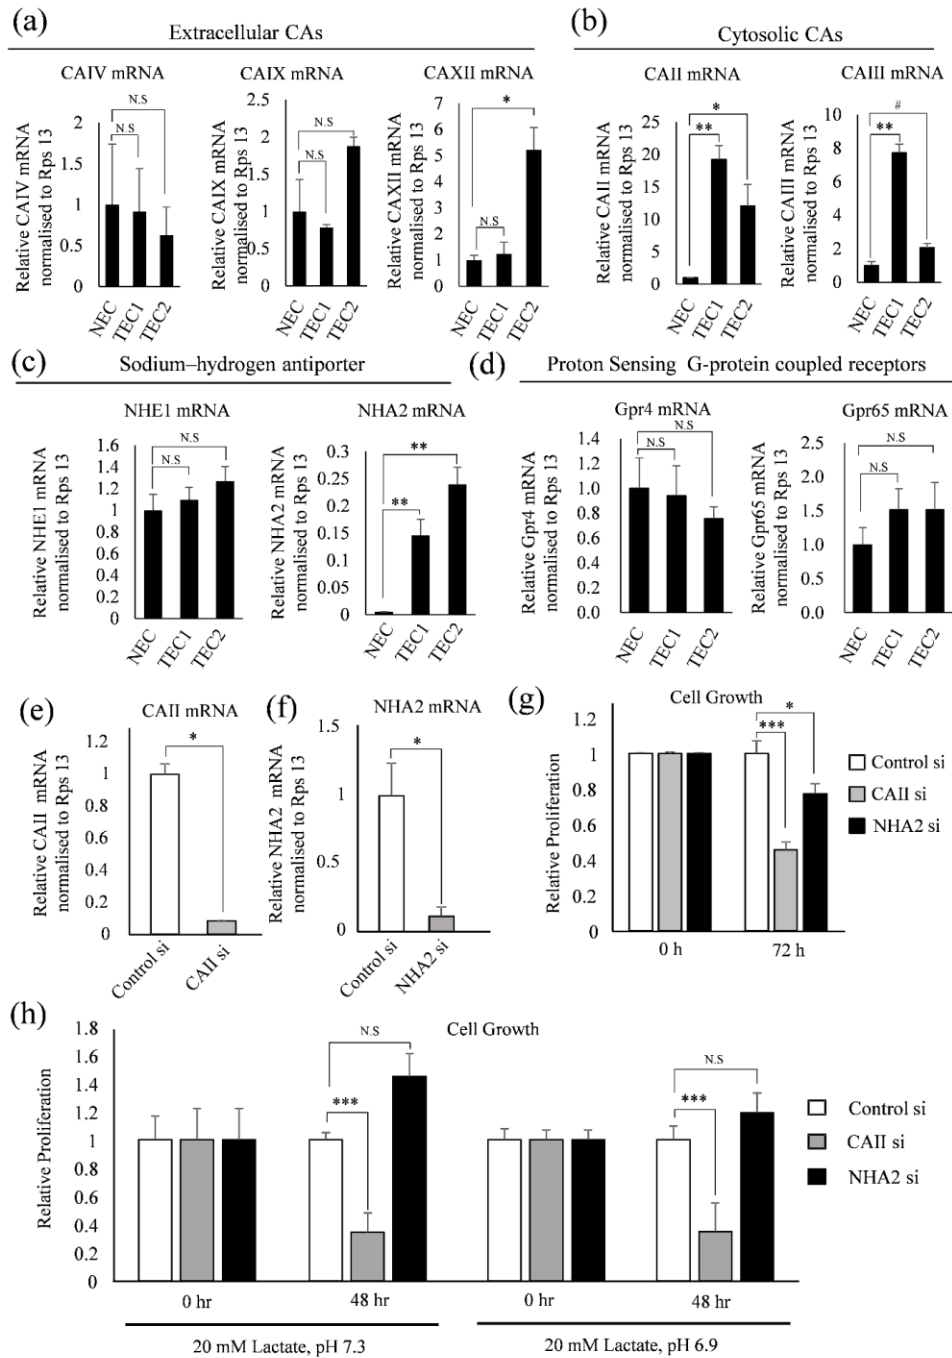 (a)
Extracellular CAs
CAIV mRNA
Relative CAIV mRNA
normalised to Rps 13
2
1.5
1
0.5
0
N.S
N.S
NEC
TEC1
TEC2
CAIX mRNA
Relative CAIX mRNA
normalised to Rps 13
2.5
2
1.5
1
0.5
0
N.S
N.S
NEC
TEC1
TEC2
CAXII mRNA
Relative CAXII mRNA
normalised to Rps 13
7
6
5
4
3
2
1
0
*
N.S
NEC
TEC1
TEC2
(b)
Cytosolic CAs
CAII mRNA
Relative CAII mRNA
normalised to Rps 13
25
20
15
10
5
0
*
**
NEC
TEC1
TEC2
CAIII mRNA
Relative CAIII mRNA
normalised to Rps 13
10
8
6
4
2
0
#
**
NEC
TEC1
TEC2
(c)
Sodium–hydrogen antiporter
NHE1 mRNA
Relative NHE1 mRNA
normalised to Rps 13
1.6
1.4
1.2
1
0.8
0.6
0.4
0.2
0
N.S
N.S
NEC
TEC1
TEC2
NHA2 mRNA
Relative NHA2 mRNA
normalised to Rps 13
0.3
0.25
0.2
0.15
0.1
0.05
0
**
**
NEC
TEC1
TEC2
(d)
Proton Sensing G-protein coupled receptors
Gpr4 mRNA
Relative Gpr4 mRNA
normalised to Rps 13
1.4
1.2
1.0
0.8
0.6
0.4
0.2
0.0
N.S
N.S
NEC
TEC1
TEC2
Gpr65 mRNA
Relative Gpr65 mRNA
normalised to Rps 13
2.5
2.0
1.5
1.0
0.5
0.0
N.S
N.S
NEC
TEC1
TEC2
(e)
CAII mRNA
Relative CAII mRNA
normalised to Rps 13
1.2
1
0.8
0.6
0.4
0.2
0
*
Control si
CAII si
(f)
NHA2 mRNA
Relative NHA2 mRNA
normalised to Rps 13
1.5
1
0.5
0
*
Control si
NHA2 si
(g)
Cell Growth
Relative Proliferation
1.2
1
0.8
0.6
0.4
0.2
0
*
***
0 h
72 h
Control si
CAII si
NHA2 si
(h)
Cell Growth
Relative Proliferation
1.8
1.6
1.4
1.2
1
0.8
0.6
0.4
0.2
0
N.S
***
N.S
***
0 hr
48 hr
0 hr
48 hr
20 mM Lactate, pH 7.3
20 mM Lactate, pH 6.9
Control si
CAII si
NHA2 si